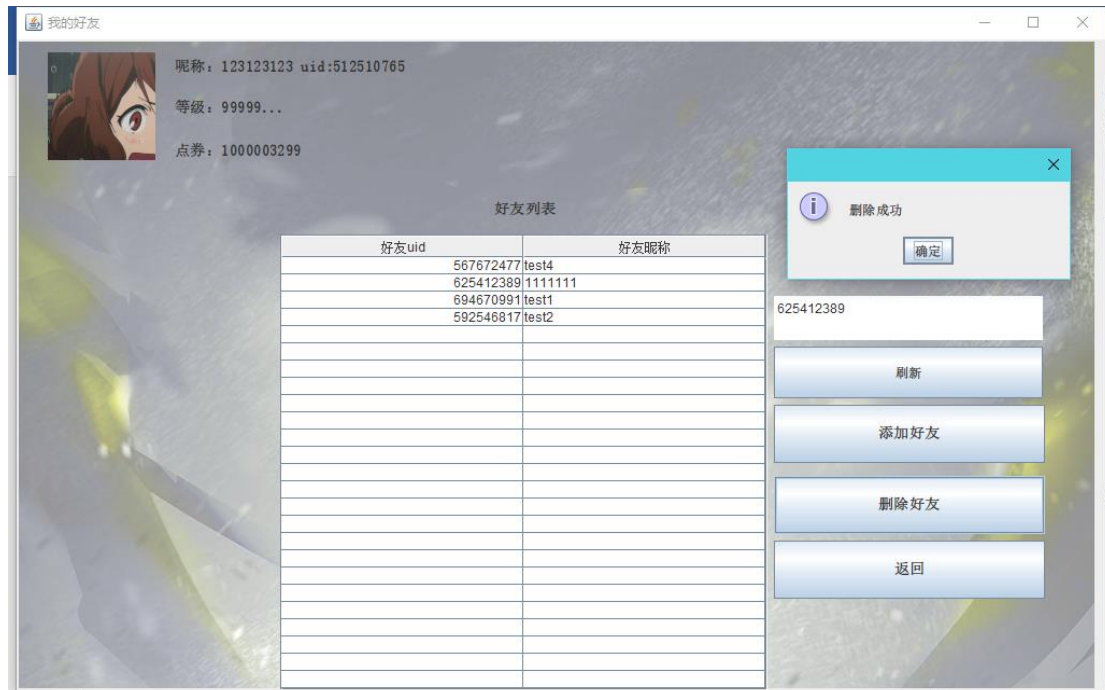 我的好友
昵称：123123123 uid:512510765
等级：99999...
点券：1000003299
好友列表
好友uid 好友昵称
567672477 test4
625412389 1111111
694670991 test1
592546817 test2
删除成功
确定
625412389
刷新
添加好友
删除好友
返回